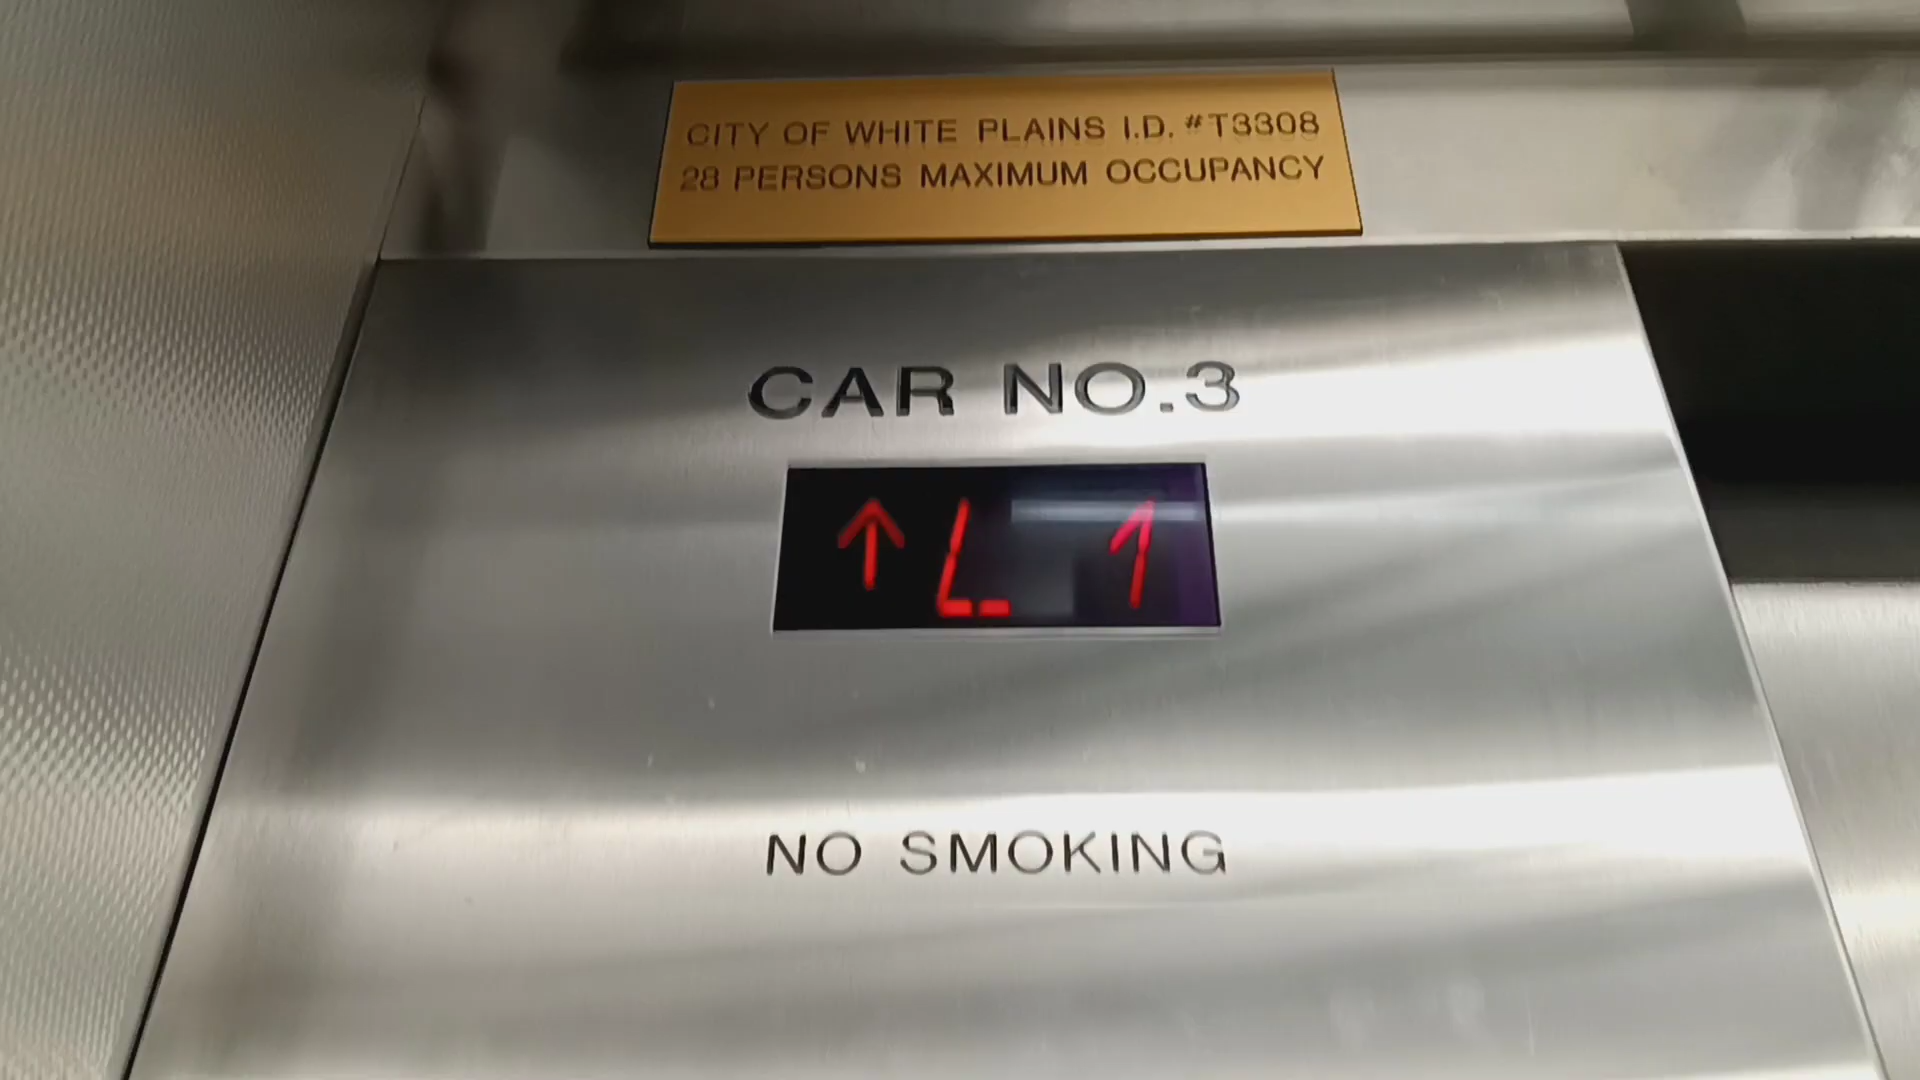 CITY OF WHITE PLAINS I.D. #T3308
28 PERSONS MAXIMUM OCCUPANCY
CAR NO.3
↑ L 1
NO SMOKING